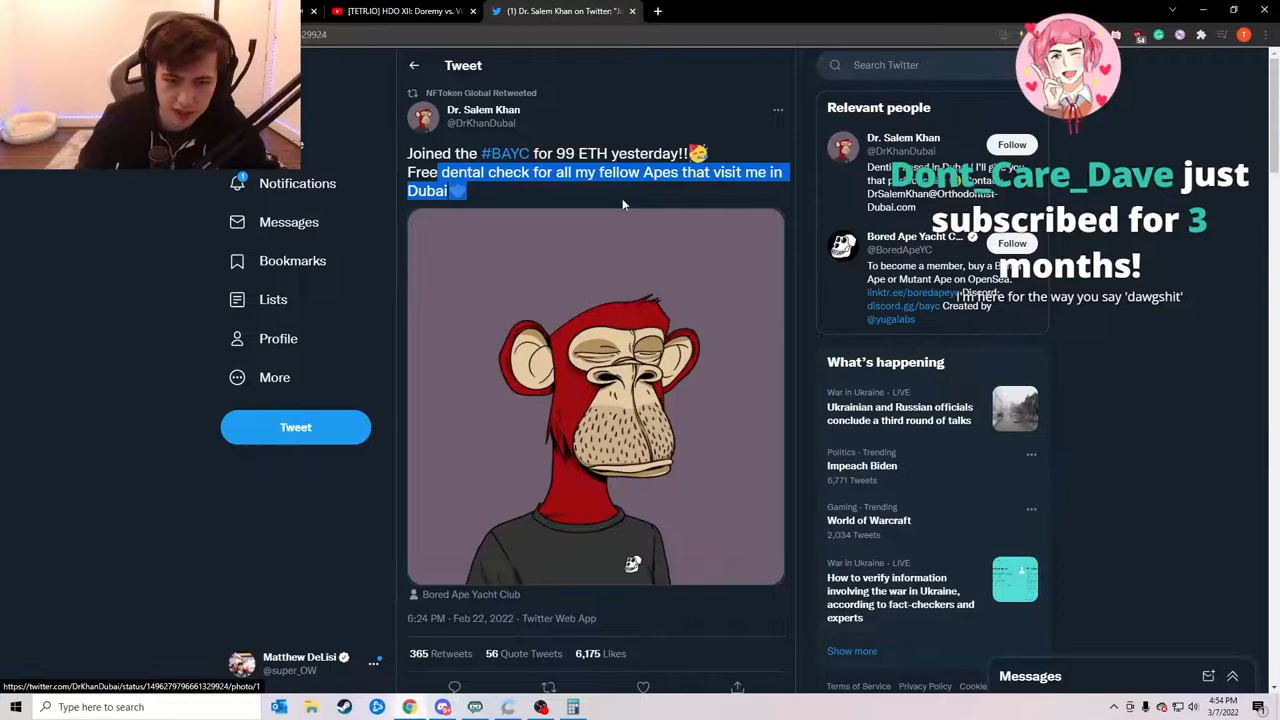 [TETR.IO] HDO XII: Doremy vs. V
(1) Dr. Salem Khan on Twitter: "Jo
29924
Tweet
Search Twitter
NFToken Global Retweeted
Dr. Salem Khan
@DrKhanDubai
Joined the #BAYC for 99 ETH yesterday!!🥳
Free dental check for all my fellow Apes that visit me in
Dubai💙
Bored Ape Yacht Club
6:24 PM · Feb 22, 2022 · Twitter Web App
365 Retweets 56 Quote Tweets 6,175 Likes
Notifications
1
Messages
Bookmarks
Lists
Profile
More
Tweet
Matthew DeLisi
@super_OW
Relevant people
Dr. Salem Khan
@DrKhanDubai
Follow
DrSalemKhan@Orthodontist-
Dubai.com
Bored Ape Yacht C...
@BoredApeYC
Follow
To become a member, buy a Bored
Ape or Mutant Ape on OpenSea.
discord.gg/bayc Created by
@yugalabs
Dont_Care_Dave just
subscribed for 3
months!
I'm here for the way you say 'dawgshit'
What's happening
War in Ukraine · LIVE
Ukrainian and Russian officials
conclude a third round of talks
Politics · Trending
Impeach Biden
6,771 Tweets
Gaming · Trending
World of Warcraft
2,034 Tweets
War in Ukraine · LIVE
How to verify information
involving the war in Ukraine,
according to fact-checkers and
experts
Show more
Terms of Service Privacy Policy Cookie
Messages
https://twitter.com/DrKhanDubai/status/1496279796661329924/photo/1
Type here to search
4:54 PM
3/7/2022